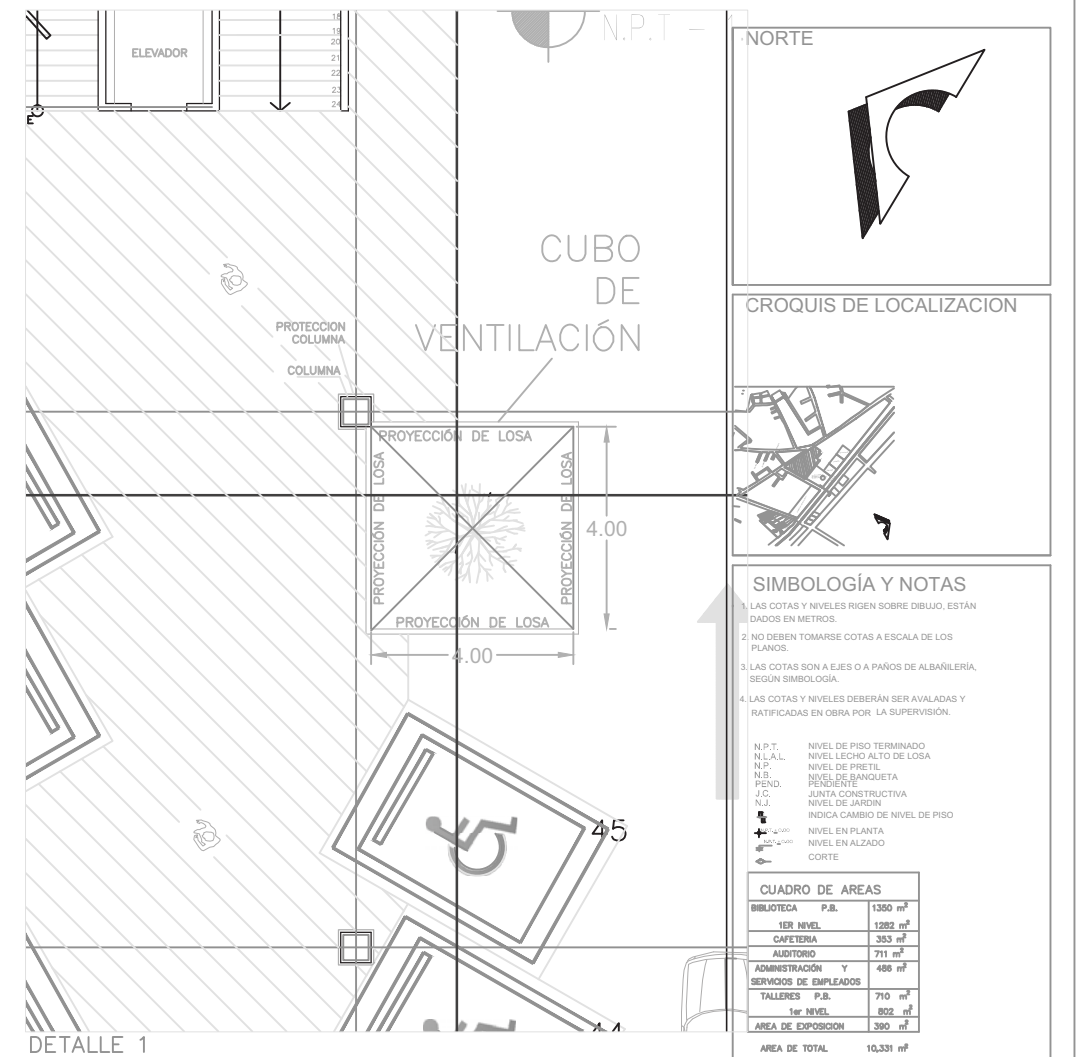 ELEVADOR
18
19
20
21
22
23
24
E
N.P.T -
CUBO
DE
VENTILACIÓN
PROTECCION
COLUMNA
COLUMNA
PROYECCIÓN DE LOSA
PROYECCIÓN DE LOSA
PROYECCIÓN DE LOSA
PROYECCIÓN DE LOSA
4.00
4.00
45
44
DETALLE 1
NORTE
CROQUIS DE LOCALIZACION
SIMBOLOGÍA Y NOTAS
1. LAS COTAS Y NIVELES RIGEN SOBRE DIBUJO, ESTÁN
DADOS EN METROS.
2. NO DEBEN TOMARSE COTAS A ESCALA DE LOS
PLANOS.
3. LAS COTAS SON A EJES O A PAÑOS DE ALBAÑILERÍA,
SEGÚN SIMBOLOGÍA.
4. LAS COTAS Y NIVELES DEBERÁN SER AVALADAS Y
RATIFICADAS EN OBRA POR LA SUPERVISIÓN.
N.P.T. NIVEL DE PISO TERMINADO
N.L.A.L. NIVEL LECHO ALTO DE LOSA
N.P. NIVEL DE PRETIL
N.B. NIVEL DE BANQUETA
PEND. PENDIENTE
J.C. JUNTA CONSTRUCTIVA
N.J. NIVEL DE JARDIN
INDICA CAMBIO DE NIVEL DE PISO
NIVEL EN PLANTA
NIVEL EN ALZADO
CORTE
CUADRO DE AREAS
BIBLIOTECA P.B. 1350 m²
1ER NIVEL 1282 m²
CAFETERIA 353 m²
AUDITORIO 711 m²
ADMINISTRACIÓN Y 486 m²
SERVICIOS DE EMPLEADOS
TALLERES P.B. 710 m²
1er NIVEL 802 m²
AREA DE EXPOSICION 390 m²
AREA DE TOTAL 10,331 m²